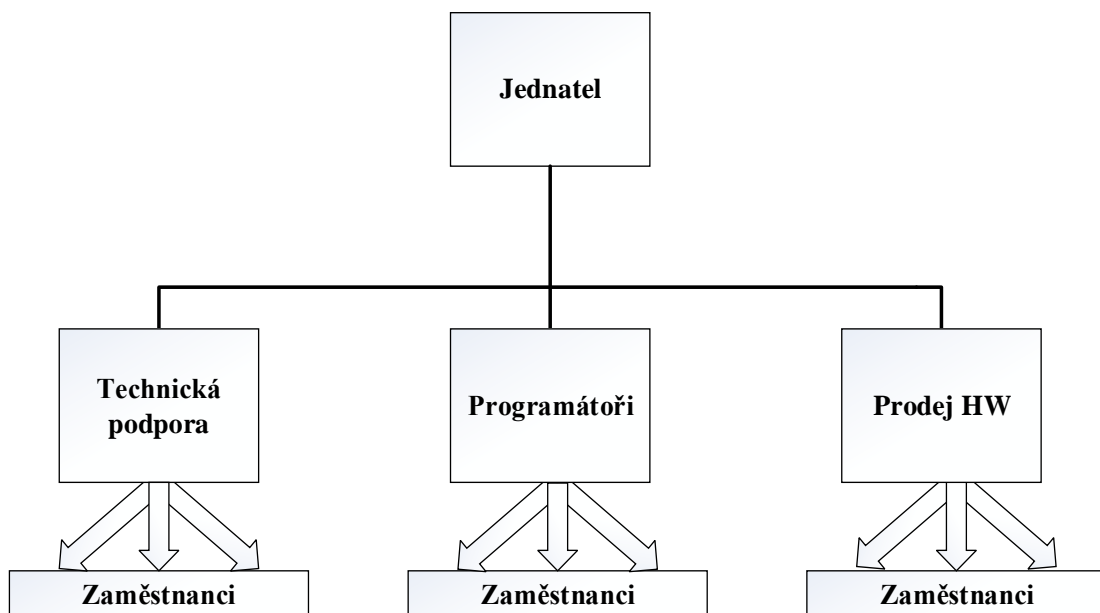 Jednatel
Technická
podpora
Programátoři
Prodej HW
Zaměstnanci
Zaměstnanci
Zaměstnanci